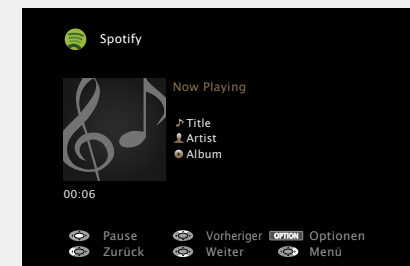 Spotify
Now Playing
Title
Artist
Album
00:06
Pause Vorheriger OPTION Optionen
Zurück Weiter Menü